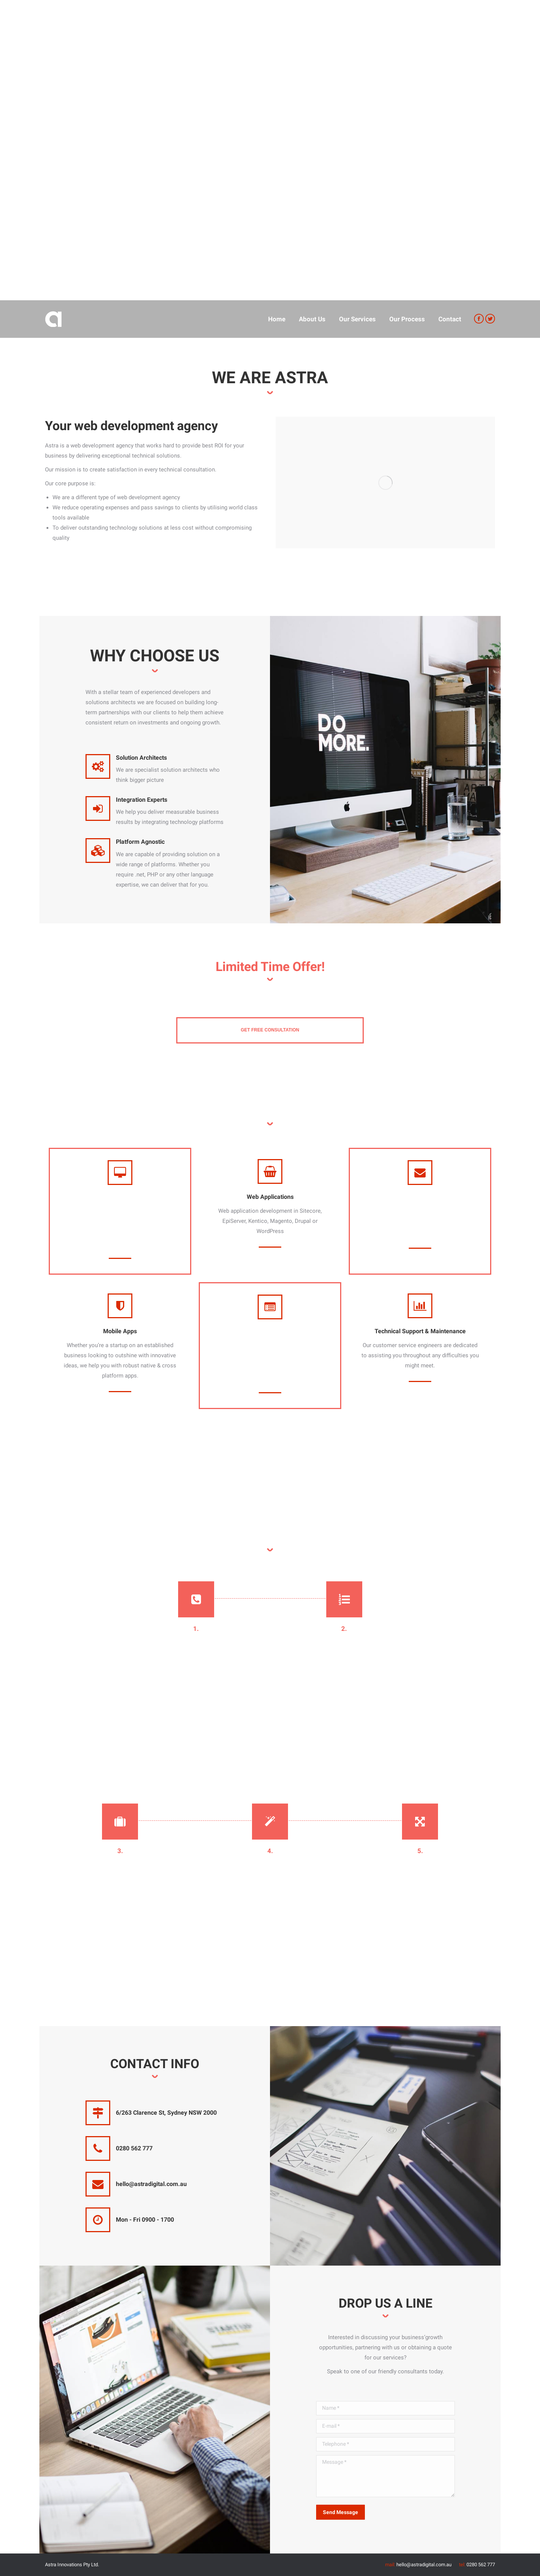 Home
About Us
Our Services
Our Process
Contact
WE ARE ASTRA
Your web development agency
Astra is a web development agency that works hard to provide best ROI for your
business by delivering exceptional technical solutions.
Our mission is to create satisfaction in every technical consultation.
Our core purpose is:
We are a different type of web development agency
We reduce operating expenses and pass savings to clients by utilising world class
tools available
To deliver outstanding technology solutions at less cost without compromising
quality
WHY CHOOSE US
With a stellar team of experienced developers and
solutions architects we are focused on building long-
term partnerships with our clients to help them achieve
consistent return on investments and ongoing growth.
Solution Architects
We are specialist solution architects who
think bigger picture
Integration Experts
We help you deliver measurable business
results by integrating technology platforms
Platform Agnostic
We are capable of providing solution on a
wide range of platforms. Whether you
require .net, PHP or any other language
expertise, we can deliver that for you.
DO
MORE.
Limited Time Offer!
GET FREE CONSULTATION
Web Applications
Web application development in Sitecore,
EpiServer, Kentico, Magento, Drupal or
WordPress
Mobile Apps
Whether you're a startup on an established
business looking to outshine with innovative
ideas, we help you with robust native & cross
platform apps.
Technical Support & Maintenance
Our customer service engineers are dedicated
to assisting you throughout any difficulties you
might meet.
1.
2.
3.
4.
5.
CONTACT INFO
6/263 Clarence St, Sydney NSW 2000
0280 562 777
hello@astradigital.com.au
Mon - Fri 0900 - 1700
STARTUP
DROP US A LINE
Interested in discussing your business'growth
opportunities, partnering with us or obtaining a quote
for our services?
Speak to one of our friendly consultants today.
Name *
E-mail *
Telephone *
Message *
Send Message
Astra Innovations Pty Ltd.
hello@astradigital.com.au
0280 562 777